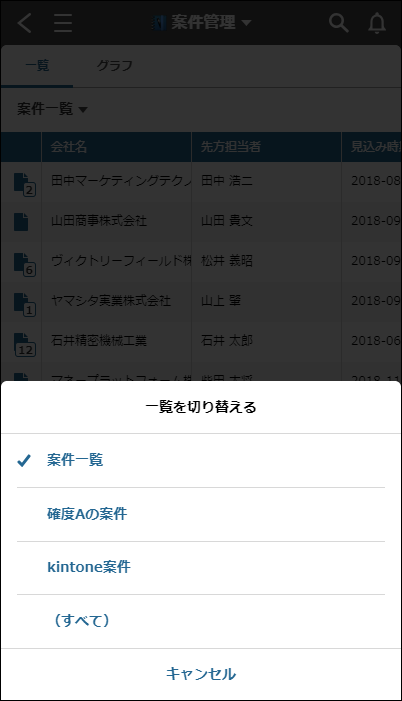 案件管理
一覧 グラフ
案件一覧
会社名 先方担当者 見込み時
田中マーケティングテクノ 田中 浩二 2018-08
2
山田商事株式会社 山田 貴文 2018-09
ヴィクトリーフィールド株 松井 義昭 2018-09
6
ヤマシタ実業株式会社 山上 望 2018-09
1
石井精密機械工業 石井 太郎 2018-06
12
一覧を切り替える
案件一覧
確度Aの案件
kintone案件
（すべて）
キャンセル